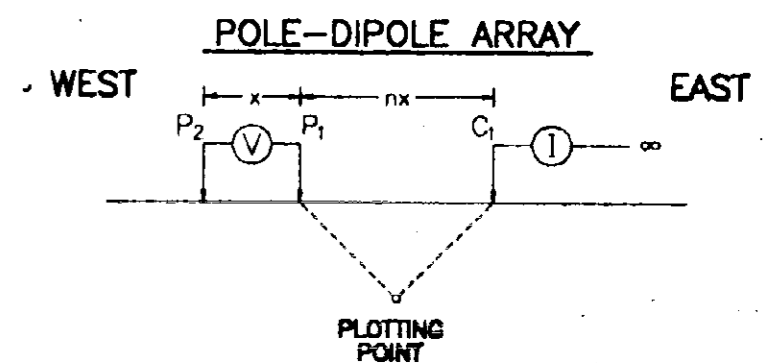 POLE-DIPOLE ARRAY
WEST
EAST
x
nx
P₂
V
P₁
C₁
I
∞
PLOTTING
POINT